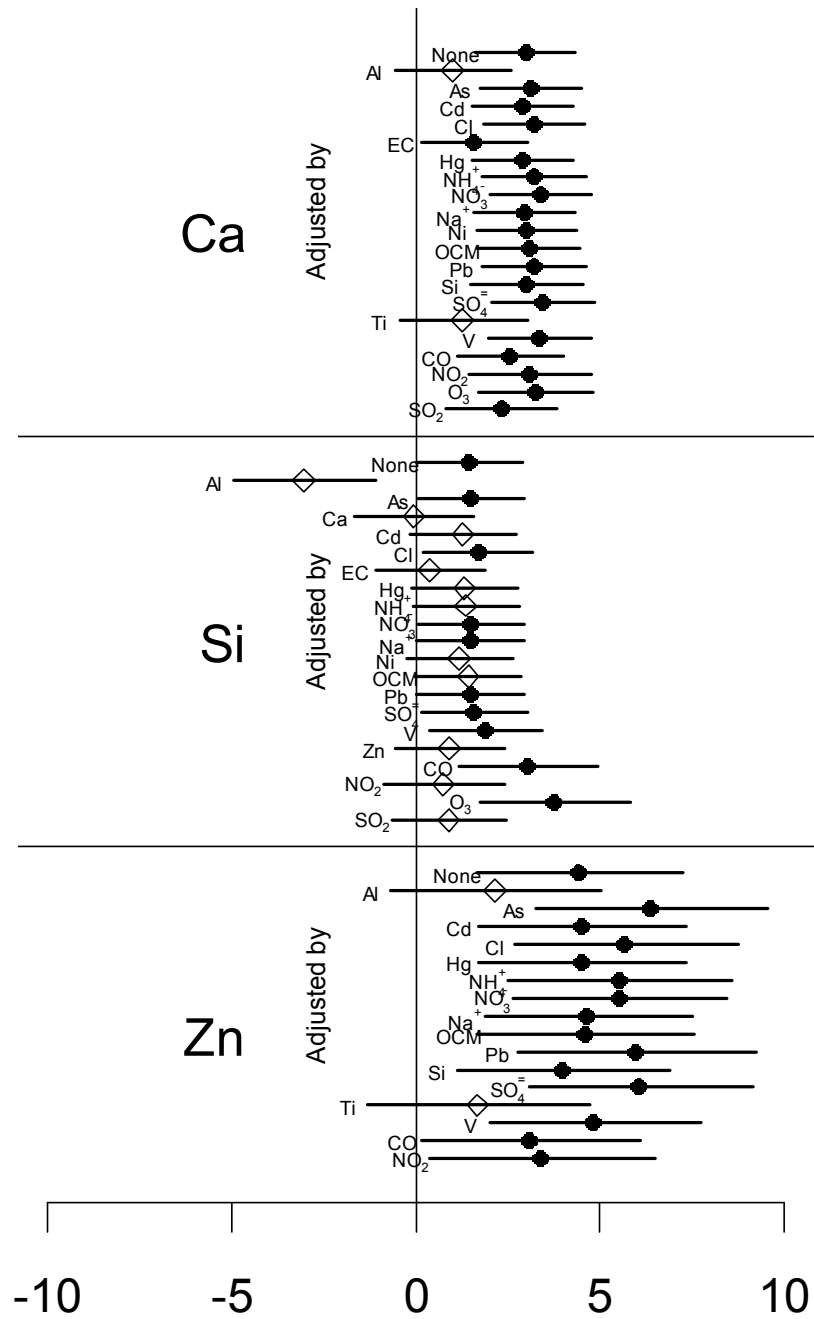 Ca
Adjusted by
None
Al
As
Cd
Cl
EC
Hg
NH₄⁺
NO₃⁻
Na⁺
Ni
OCM
Pb
Si
SO₄⁼
Ti
V
CO
NO₂
O₃
SO₂
Si
Adjusted by
None
Al
As
Ca
Cd
Cl
EC
Hg
NH₄⁺
NO₃⁻
Na⁺
Ni
OCM
Pb
SO₄⁼
V
Zn
CO
NO₂
O₃
SO₂
Zn
Adjusted by
None
Al
As
Cd
Cl
Hg
NH₄⁺
NO₃⁻
Na⁺
OCM
Pb
Si
SO₄⁼
Ti
V
CO
NO₂
-10 -5 0 5 10